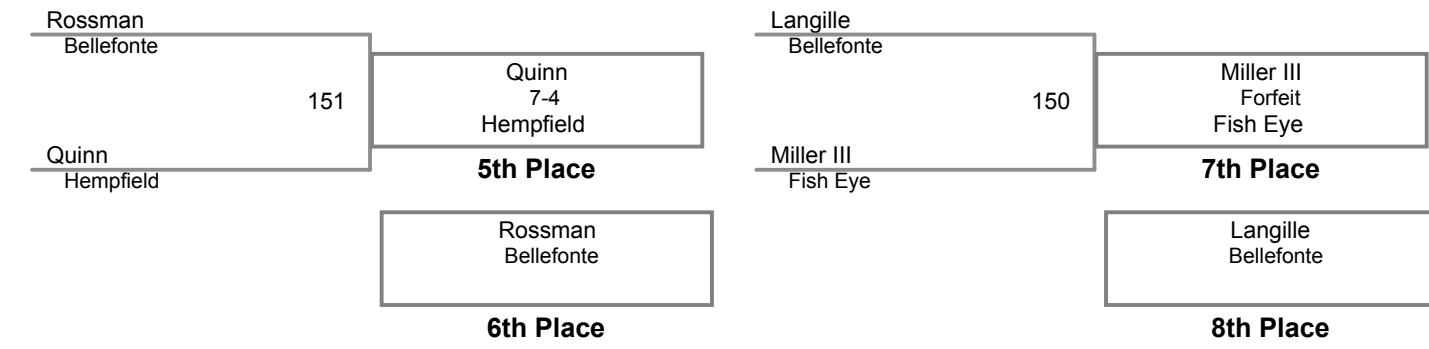 Rossman
Bellefonte
151
Quinn
7-4
Hempfield
Quinn
Hempfield
5th Place
Rossman
Bellefonte
6th Place
Langille
Bellefonte
150
Miller III
Forfeit
Fish Eye
Miller III
Fish Eye
7th Place
Langille
Bellefonte
8th Place